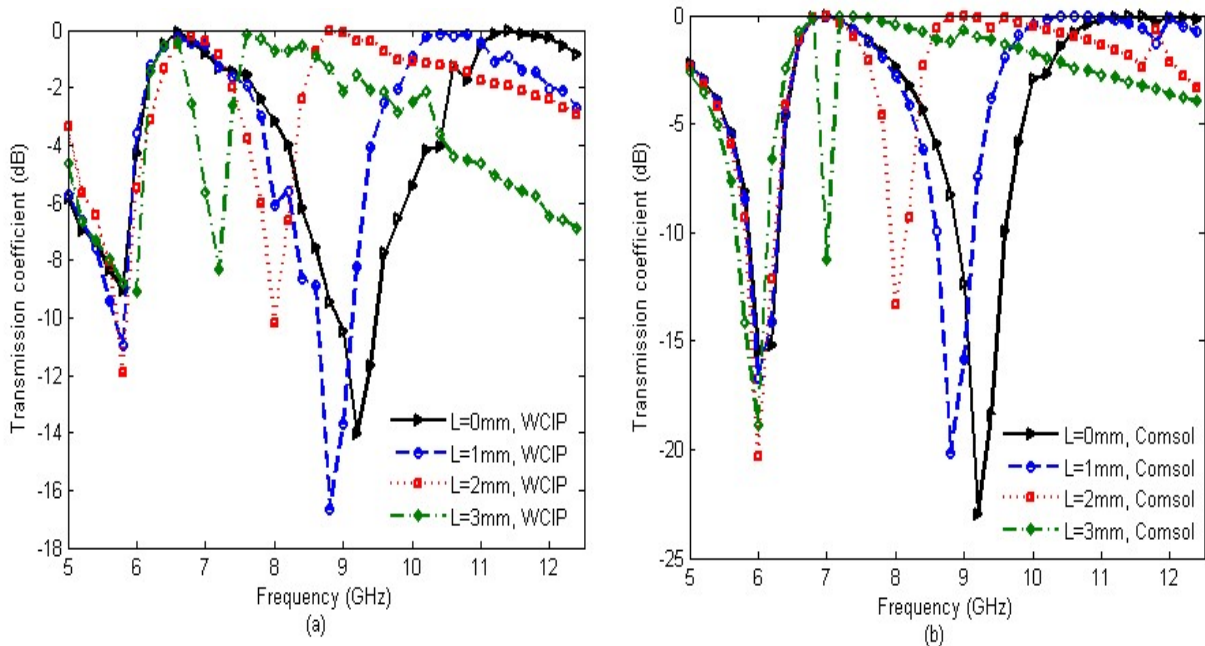 Transmission coefficient (dB)
0
-2
-4
-6
-8
-10
-12
-14
-16
-18
L=0mm, WCIP
L=1mm, WCIP
L=2mm, WCIP
L=3mm, WCIP
5 6 7 8 9 10 11 12
Frequency (GHz)
(a)
Transmission coefficient (dB)
0
-5
-10
-15
-20
-25
L=0mm, Comsol
L=1mm, Comsol
L=2mm, Comsol
L=3mm, Comsol
5 6 7 8 9 10 11 12
Frequency (GHz)
(b)